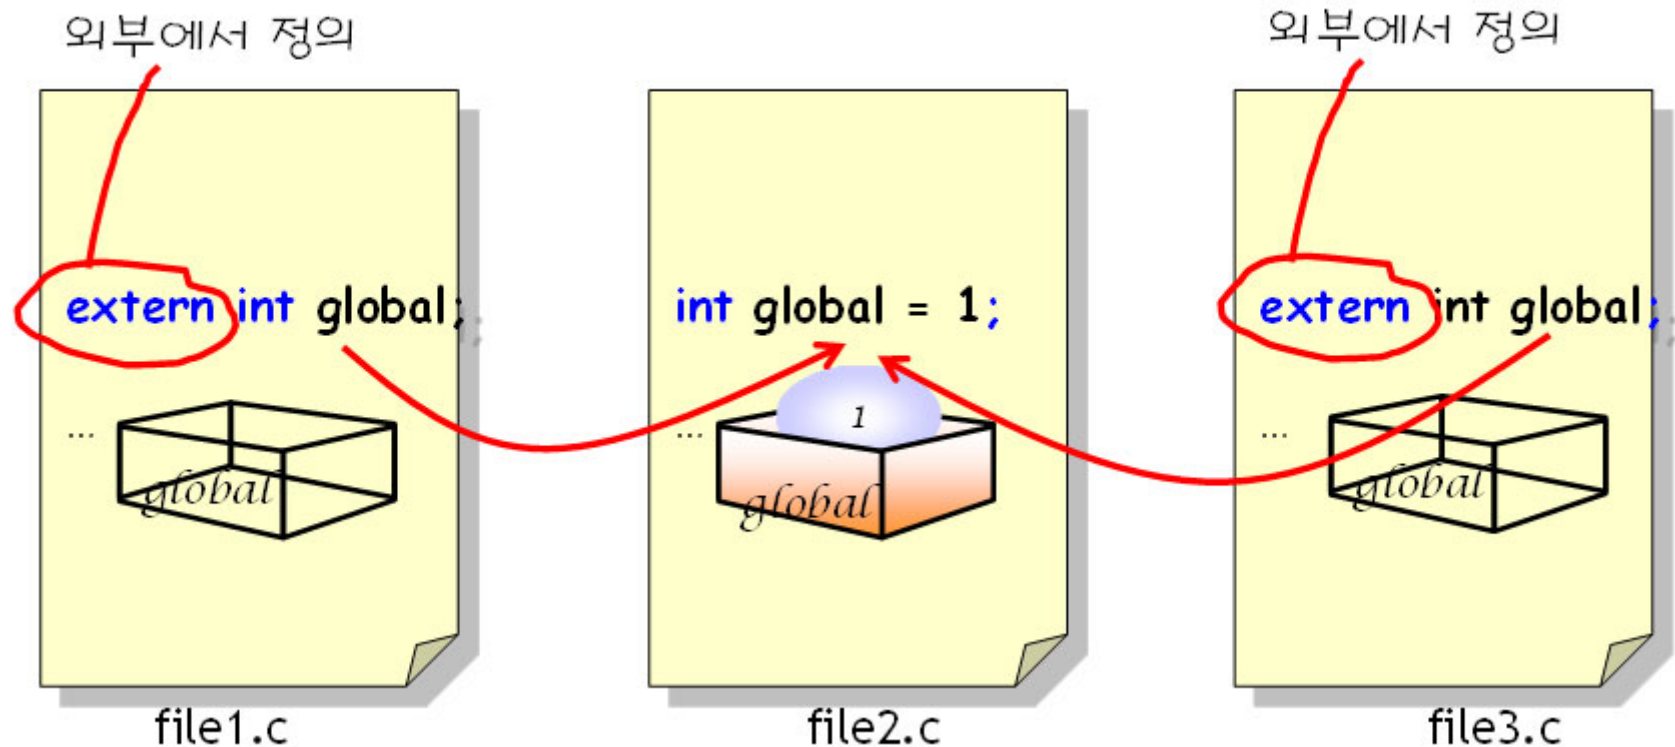 외부에서 정의
외부에서 정의
extern int global;
int global = 1;
extern int global;
...
global
...
1
global
...
global
file1.c
file2.c
file3.c